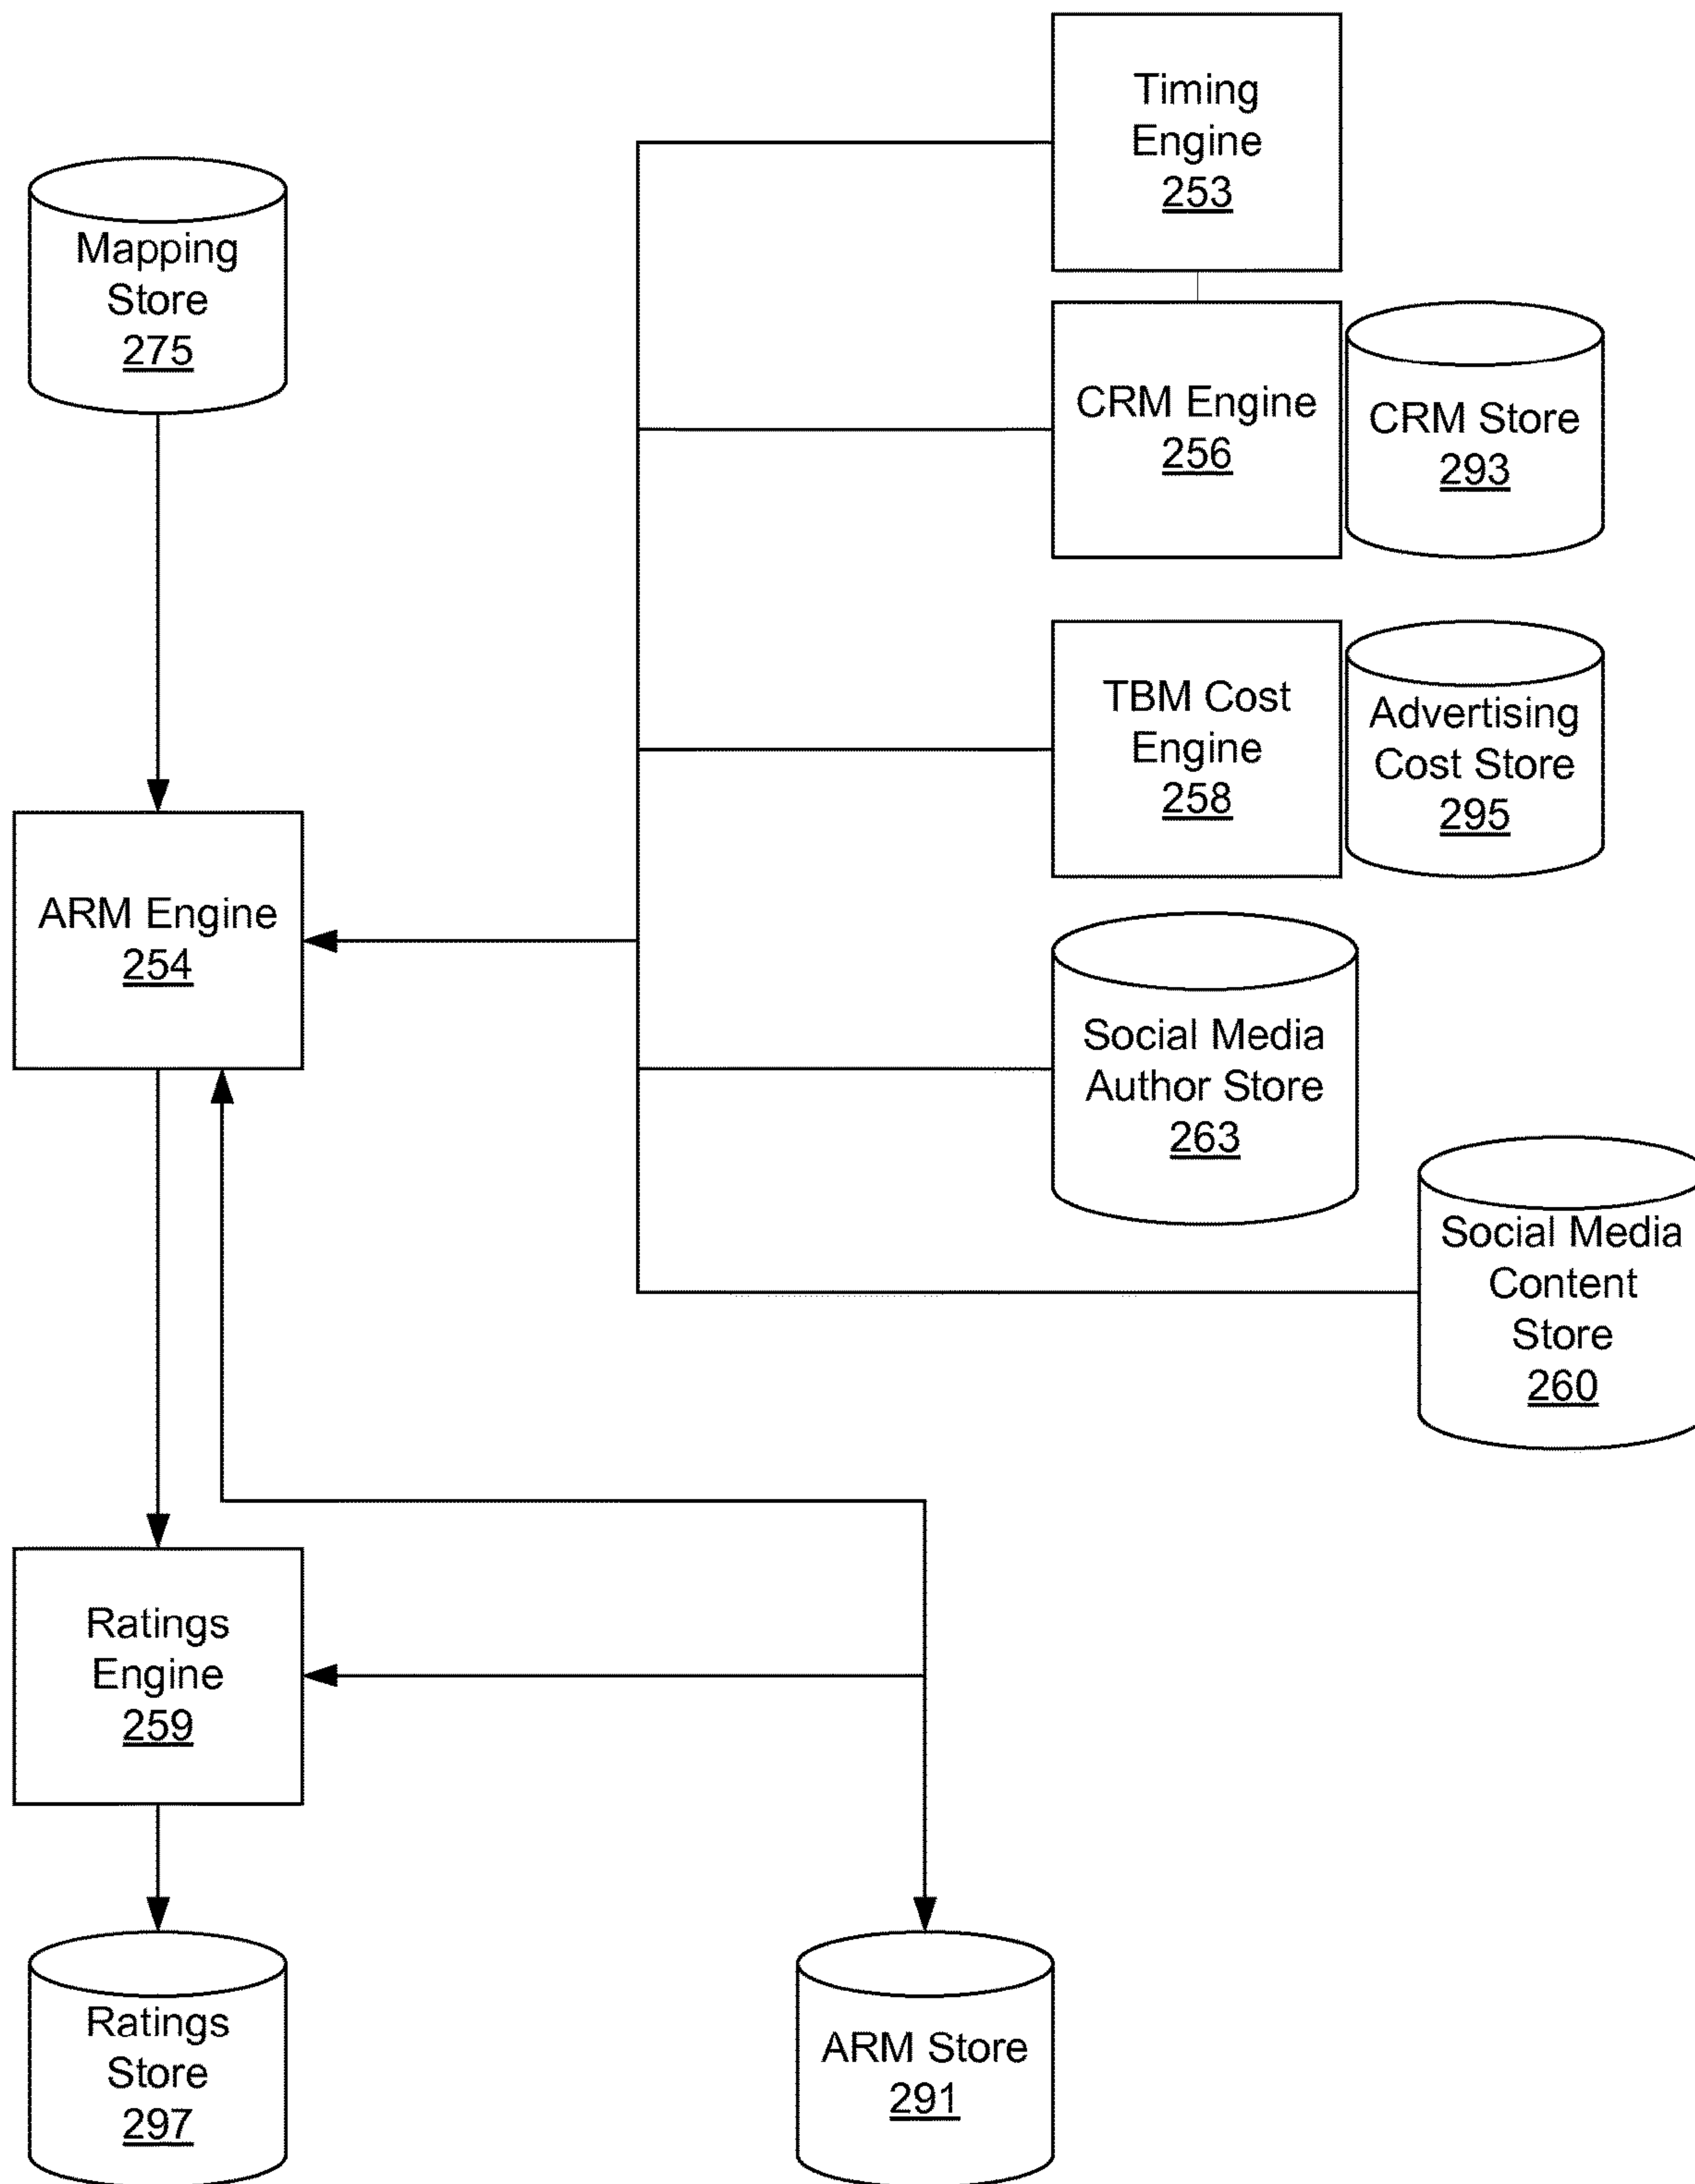 Timing
Engine
253
Mapping
Store
275
CRM Engine
256
CRM Store
293
TBM Cost
Engine
258
Advertising
Cost Store
295
ARM Engine
254
Social Media
Author Store
263
Social Media
Content
Store
260
Ratings
Engine
259
Ratings
Store
297
ARM Store
291